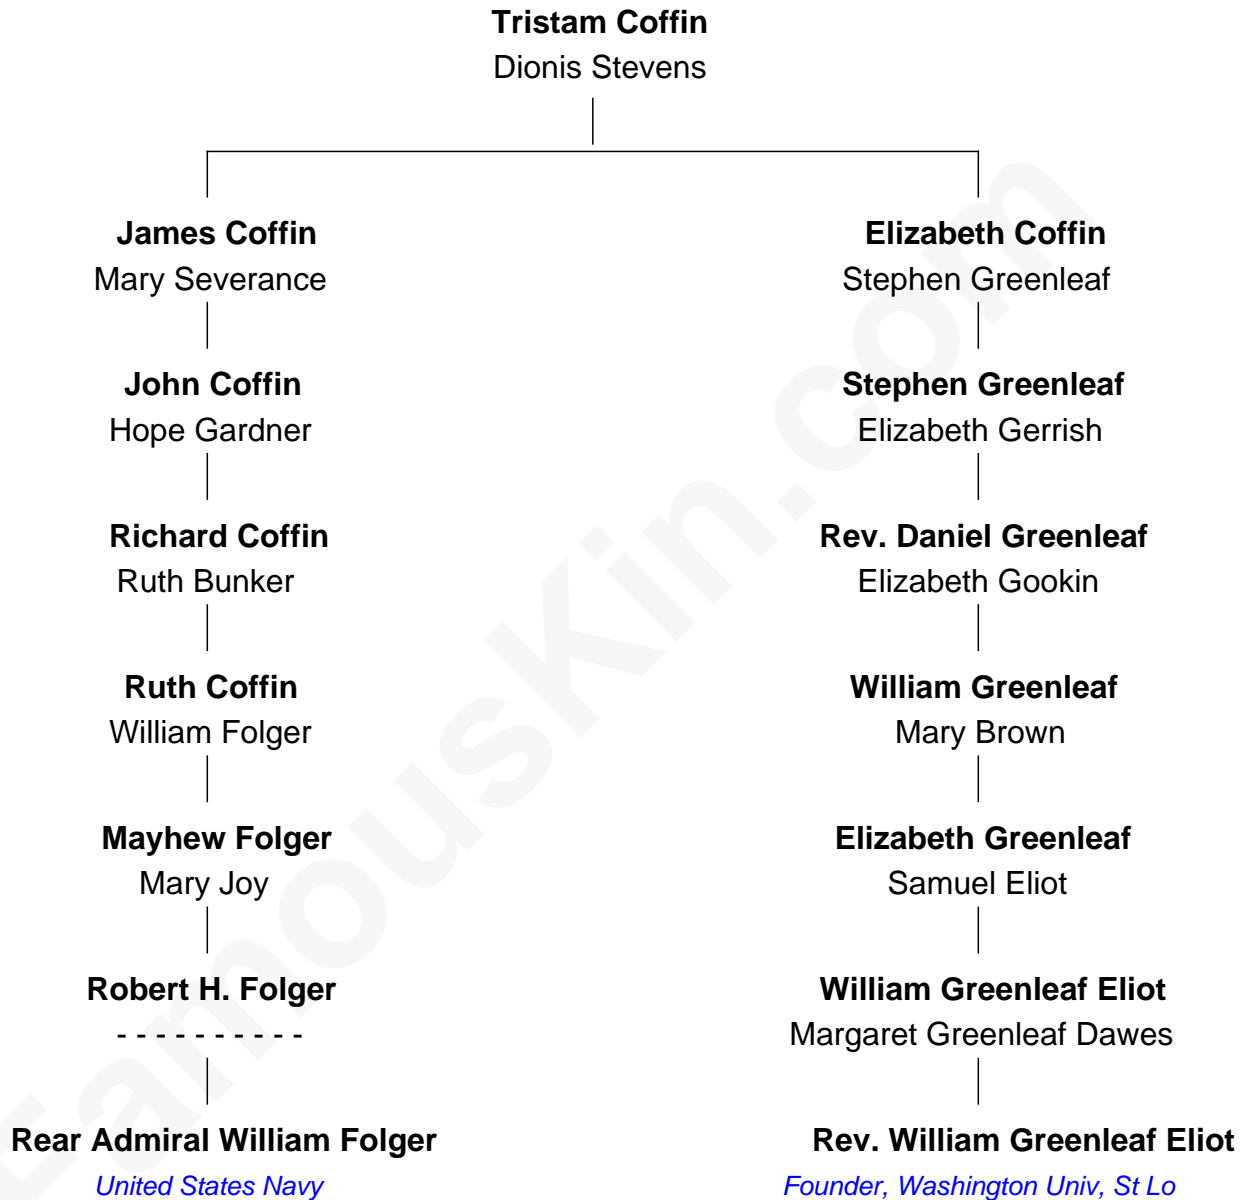 Tristam Coffin
Dionis Stevens
James Coffin
Mary Severance
Elizabeth Coffin
Stephen Greenleaf
John Coffin
Hope Gardner
Stephen Greenleaf
Elizabeth Gerrish
Richard Coffin
Ruth Bunker
Rev. Daniel Greenleaf
Elizabeth Gookin
Ruth Coffin
William Folger
William Greenleaf
Mary Brown
Mayhew Folger
Mary Joy
Elizabeth Greenleaf
Samuel Eliot
Robert H. Folger
- - - - - - - - - -
William Greenleaf Eliot
Margaret Greenleaf Dawes
Rear Admiral William Folger
United States Navy
Rev. William Greenleaf Eliot
Founder, Washington Univ, St Lo
FamousKin.com